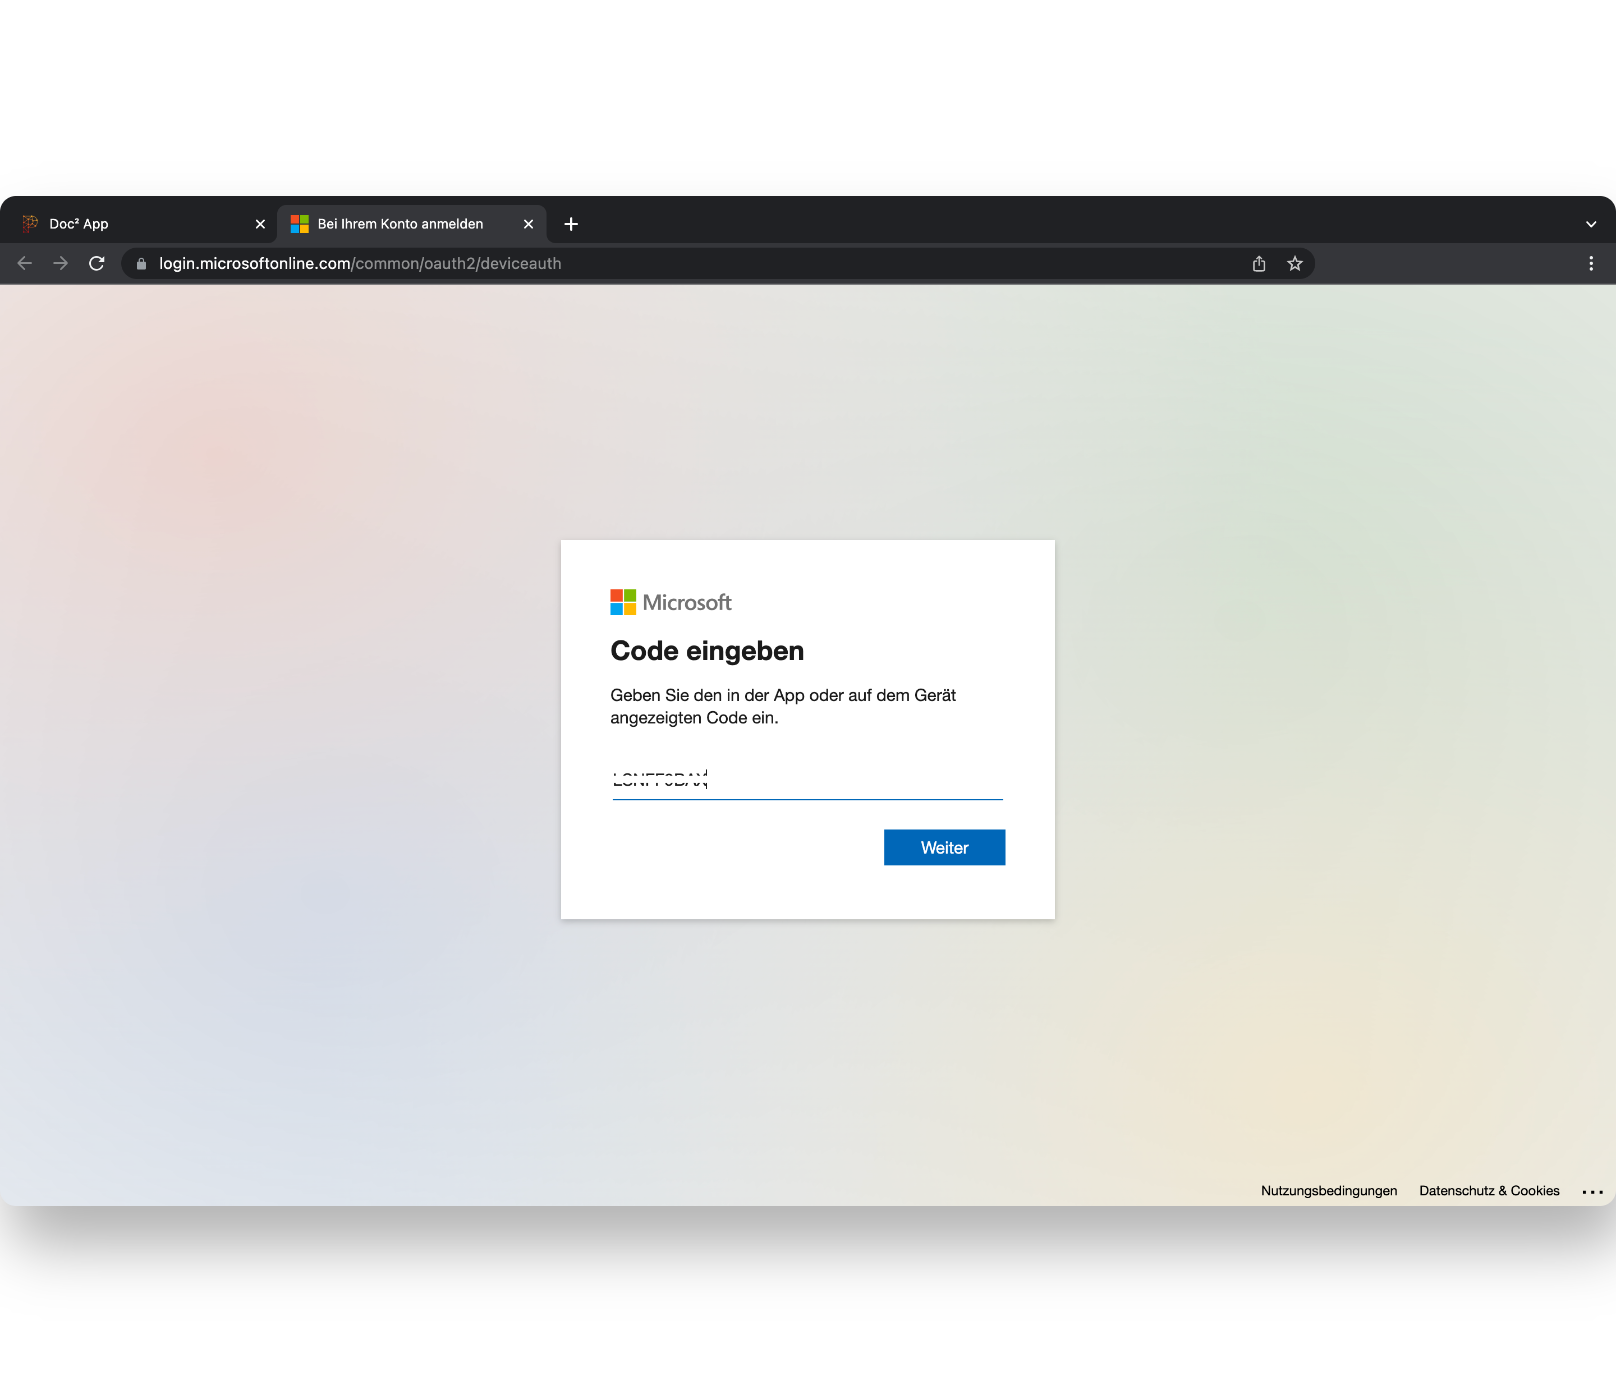 Doc² App
Bei Ihrem Konto anmelden
login.microsoftonline.com/common/oauth2/deviceauth
Microsoft
Code eingeben
Geben Sie den in der App oder auf dem Gerät
angezeigten Code ein.
Weiter
Nutzungsbedingungen
Datenschutz & Cookies